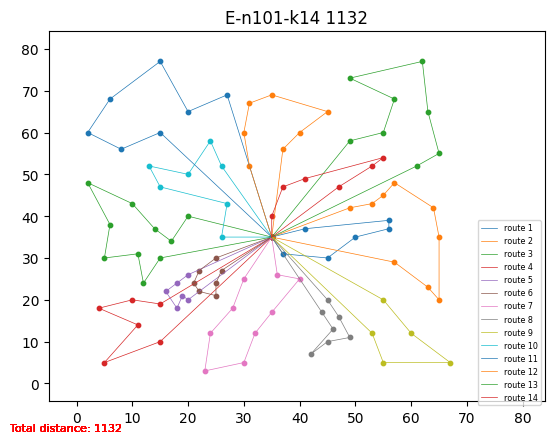 E-n101-k14 1132
80
70
60
50
40
30
20
10
0
route 1
route 2
route 3
route 4
route 5
route 6
route 7
route 8
route 9
route 10
route 11
route 12
route 13
route 14
0 10 20 30 40 50 60 70 80
Total distance: 1132